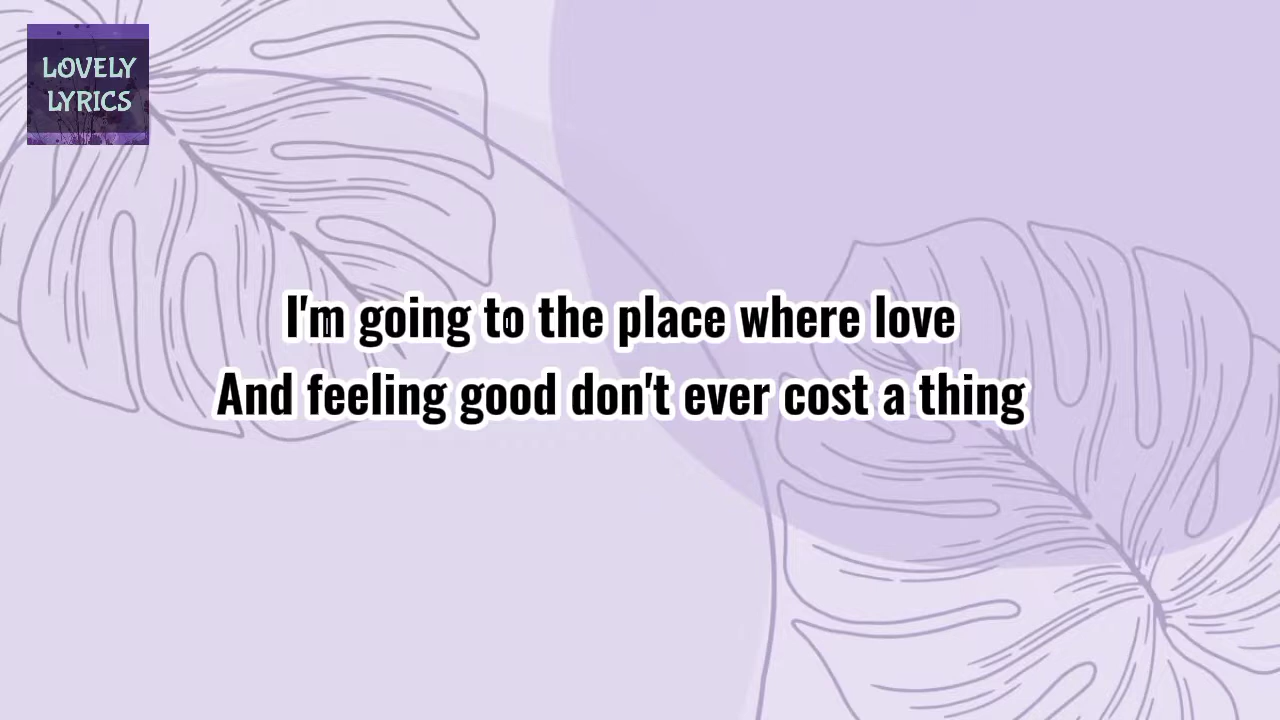 LOVELY
LYRICS
I'm going to the place where love
And feeling good don't ever cost a thing